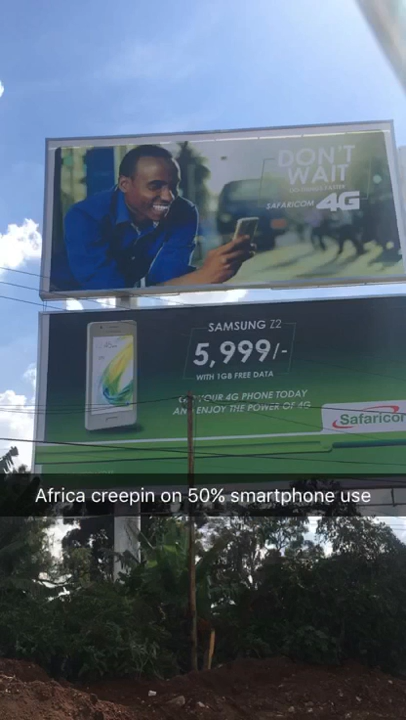 DON'T
WAIT
SAFARICOM 4G
SAMSUNG Z2
5,999/-
WITH 1GB FREE DATA
GET YOUR 4G PHONE TODAY
AND ENJOY THE POWER OF 4G
Safaricom
Africa creepin on 50% smartphone use